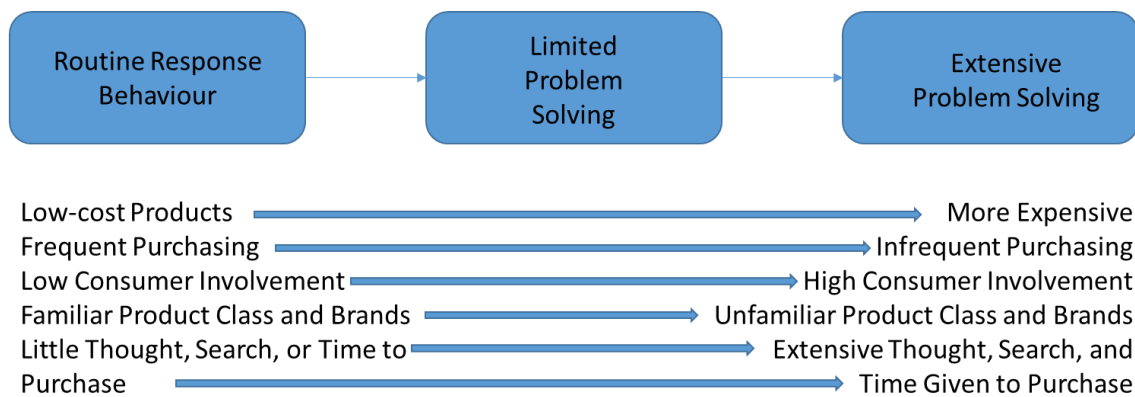 Routine Response
Behaviour
Limited
Problem
Solving
Extensive
Problem Solving
Low-cost Products
More Expensive
Frequent Purchasing
Infrequent Purchasing
Low Consumer Involvement
High Consumer Involvement
Familiar Product Class and Brands
Unfamiliar Product Class and Brands
Little Thought, Search, or Time to
Purchase
Extensive Thought, Search, and
Time Given to Purchase